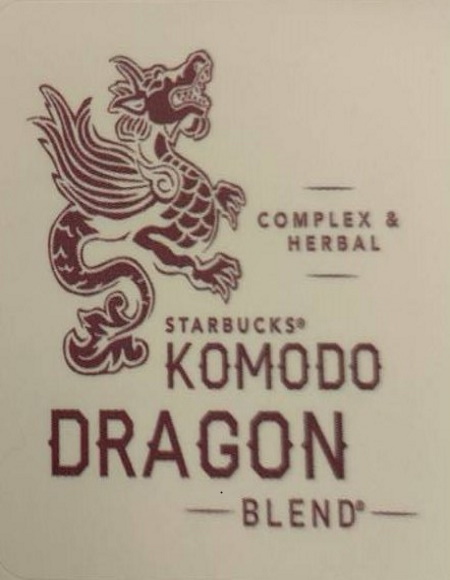 COMPLEX &
HERBAL
STARBUCKS®
KOMODO
DRAGON
BLEND®